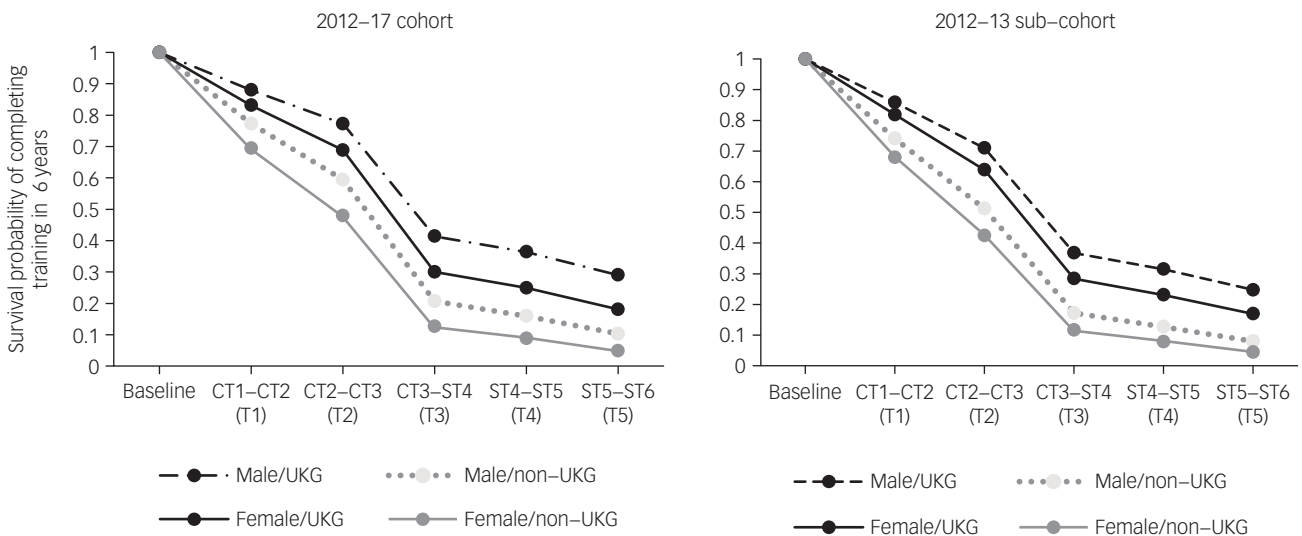 2012–17 cohort
Survival probability of completing
training in 6 years
1
0.9
0.8
0.7
0.6
0.5
0.4
0.3
0.2
0.1
0
Baseline CT1–CT2 CT2–CT3 CT3–ST4 ST4–ST5 ST5–ST6
(T1) (T2) (T3) (T4) (T5)
Male/UKG Male/non–UKG
Female/UKG Female/non–UKG
2012–13 sub–cohort
1
0.9
0.8
0.7
0.6
0.5
0.4
0.3
0.2
0.1
0
Baseline CT1–CT2 CT2–CT3 CT3–ST4 ST4–ST5 ST5–ST6
(T1) (T2) (T3) (T4) (T5)
Male/UKG Male/non–UKG
Female/UKG Female/non–UKG